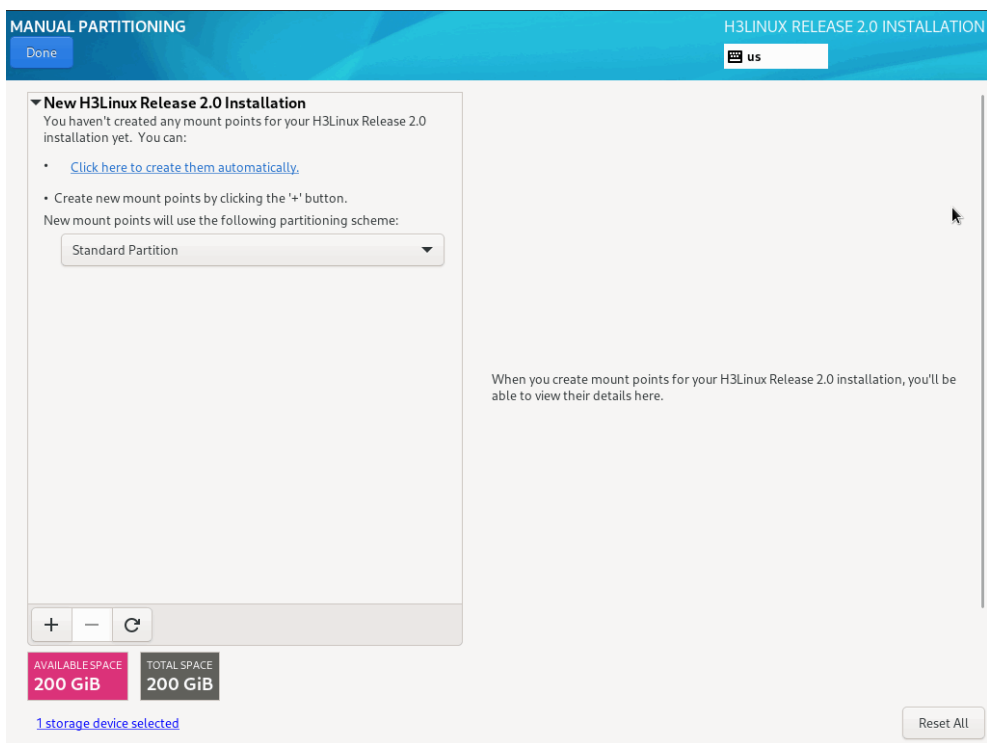 MANUAL PARTITIONING
H3LINUX RELEASE 2.0 INSTALLATION
Done
us
New H3Linux Release 2.0 Installation
You haven't created any mount points for your H3Linux Release 2.0
installation yet. You can:
• Click here to create them automatically.
• Create new mount points by clicking the '+' button.
New mount points will use the following partitioning scheme:
Standard Partition
When you create mount points for your H3Linux Release 2.0 installation, you'll be
able to view their details here.
AVAILABLE SPACE
200 GiB
TOTAL SPACE
200 GiB
1 storage device selected
Reset All